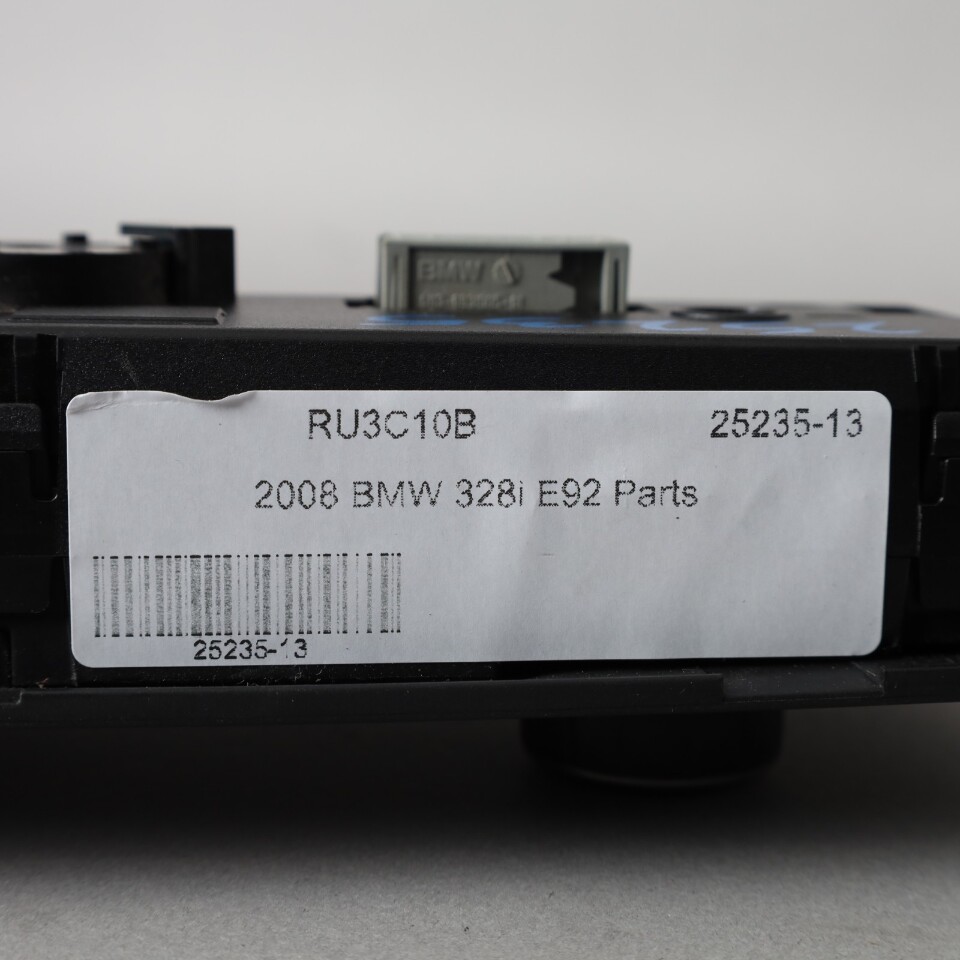 BMW
RU3C10B 25235-13
2008 BMW 328i E92 Parts
25235-13